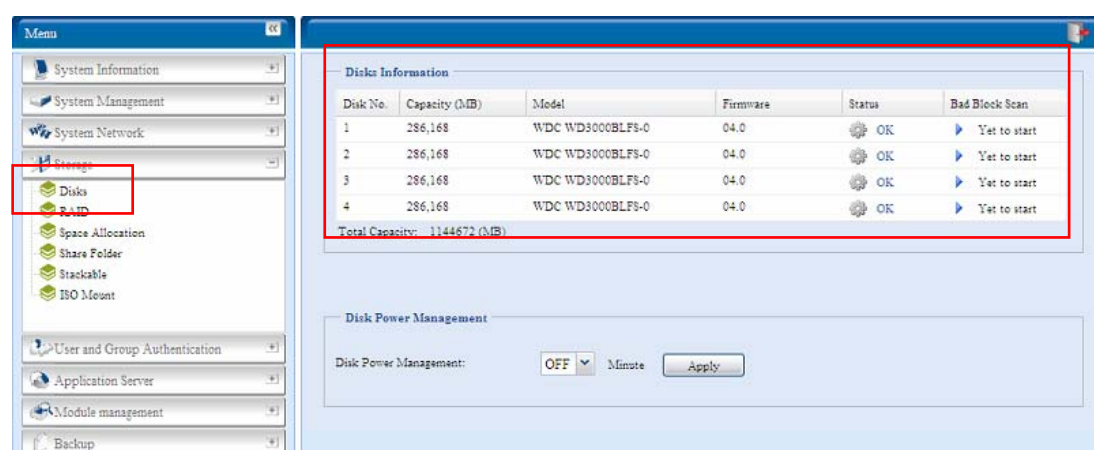 Menu
System Information
System Management
System Network
Storage
Disks
RAID
Space Allocation
Share Folder
Stackable
ISO Mount
User and Group Authentication
Application Server
Module management
Backup
Disks Information
Disk No. Capacity (MB) Model Firmware Status Bad Block Scan
1 286,168 WDC WD3000BLFS-0 04.0 OK Yet to start
2 286,168 WDC WD3000BLFS-0 04.0 OK Yet to start
3 286,168 WDC WD3000BLFS-0 04.0 OK Yet to start
4 286,168 WDC WD3000BLFS-0 04.0 OK Yet to start
Total Capacity: 1144672 (MB)
Disk Power Management
Disk Power Management: OFF Minute Apply